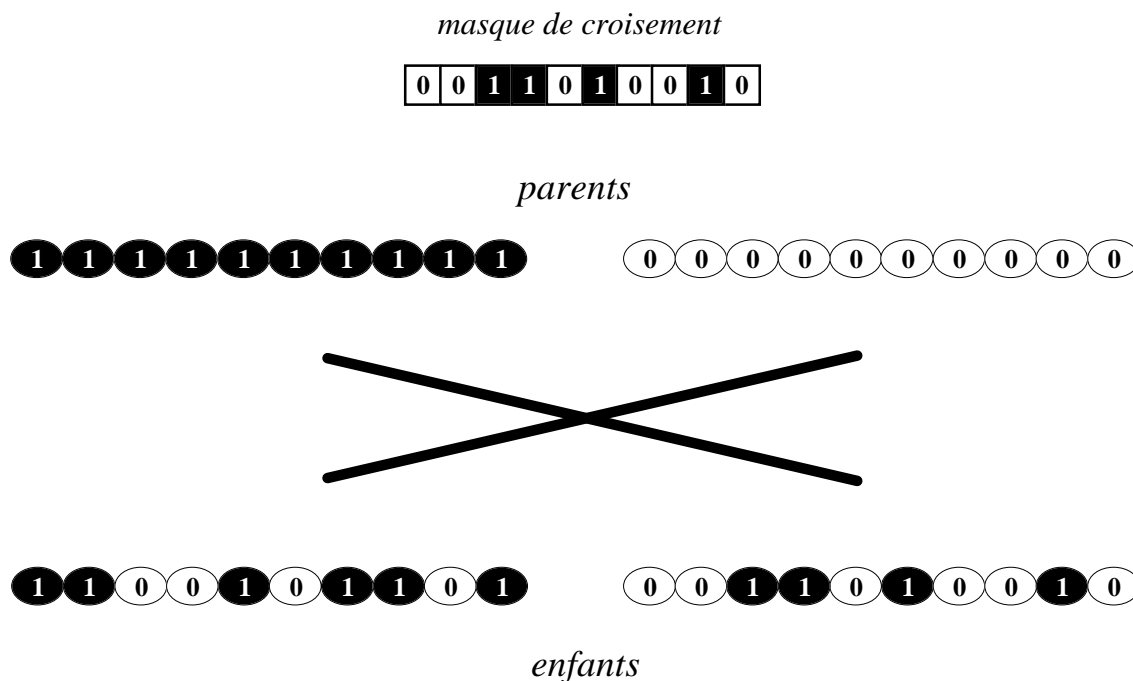 masque de croisement
0 0 1 1 0 1 0 0 1 0
parents
1 1 1 1 1 1 1 1 1 1 0 0 0 0 0 0 0 0 0 0
1 1 0 0 1 0 1 1 0 1 0 0 1 1 0 1 0 0 1 0
enfants